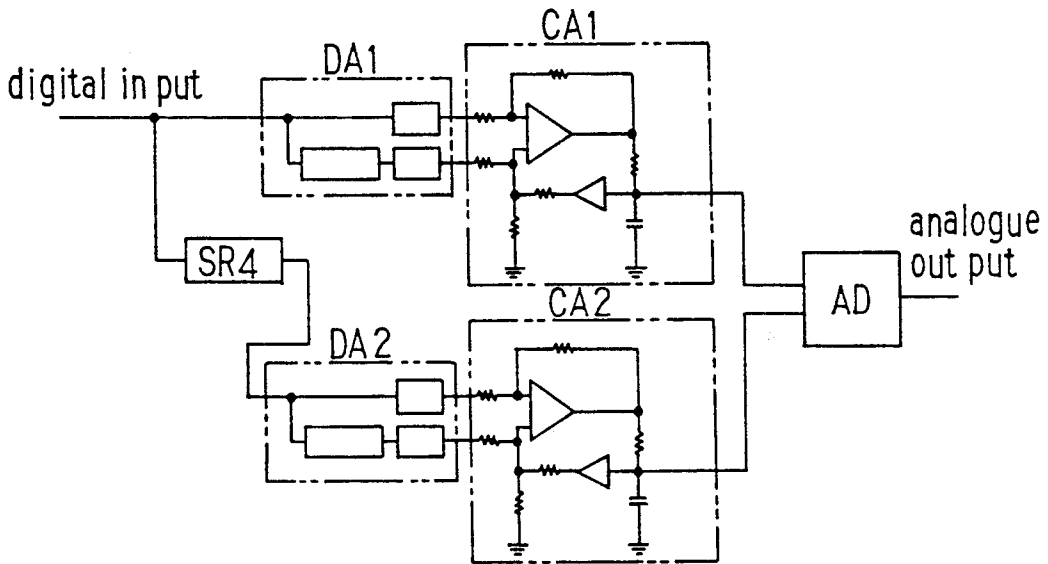 CA1
DA1
digital in put
SR4
analogue
out put
AD
CA2
DA2